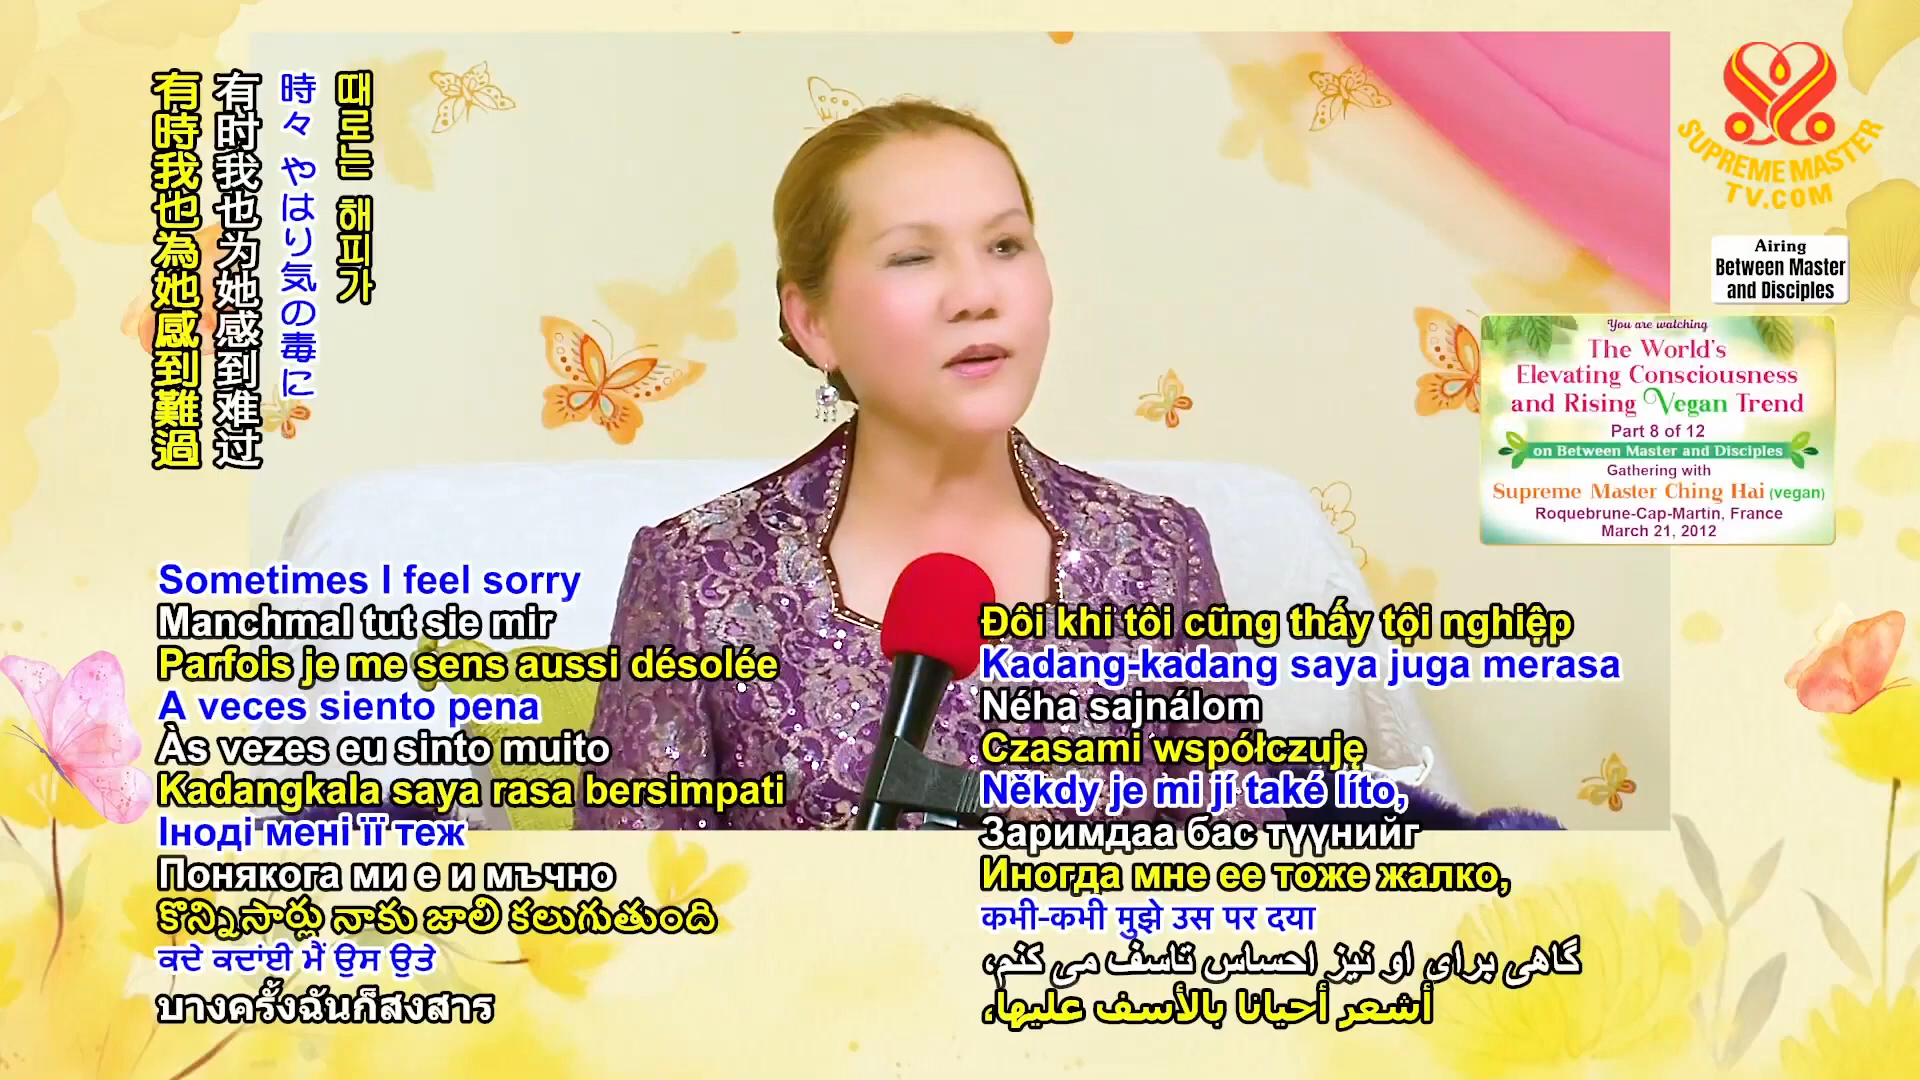 有時我也為她感到難過
有时我也为她感到难过
時々 やはり気の毒に
때로는 해피가
SUPREME MASTER
TV.COM
Airing
Between Master
and Disciples
You are watching
The World's
Elevating Consciousness
and Rising Vegan Trend
Part 8 of 12
on Between Master and Disciples
Gathering with
Supreme Master Ching Hai (vegan)
Roquebrune-Cap-Martin, France
March 21, 2012
Sometimes I feel sorry
Manchmal tut sie mir
Parfois je me sens aussi désolée
A veces siento pena
Às vezes eu sinto muito
Kadangkala saya rasa bersimpati
Іноді мені її теж
Понякога ми е и мъчно
కొన్నిసార్లు నాకు జాలి కలుగుతుంది
ਕਦੇ ਕਦਾਂਈ ਮੈਂ ਉਸ ਉਤੇ
บางครั้งฉันก็สงสาร
Đôi khi tôi cũng thấy tội nghiệp
Kadang-kadang saya juga merasa
Néha sajnálom
Czasami współczuję
Někdy je mi jí také líto,
Заримдаа бас түүнийг
Иногда мне ее тоже жалко,
कभी-कभी मुझे उस पर दया
گاهی برای او نیز احساس تاسف می کنم،
أشعر أحيانا بالأسف عليها،